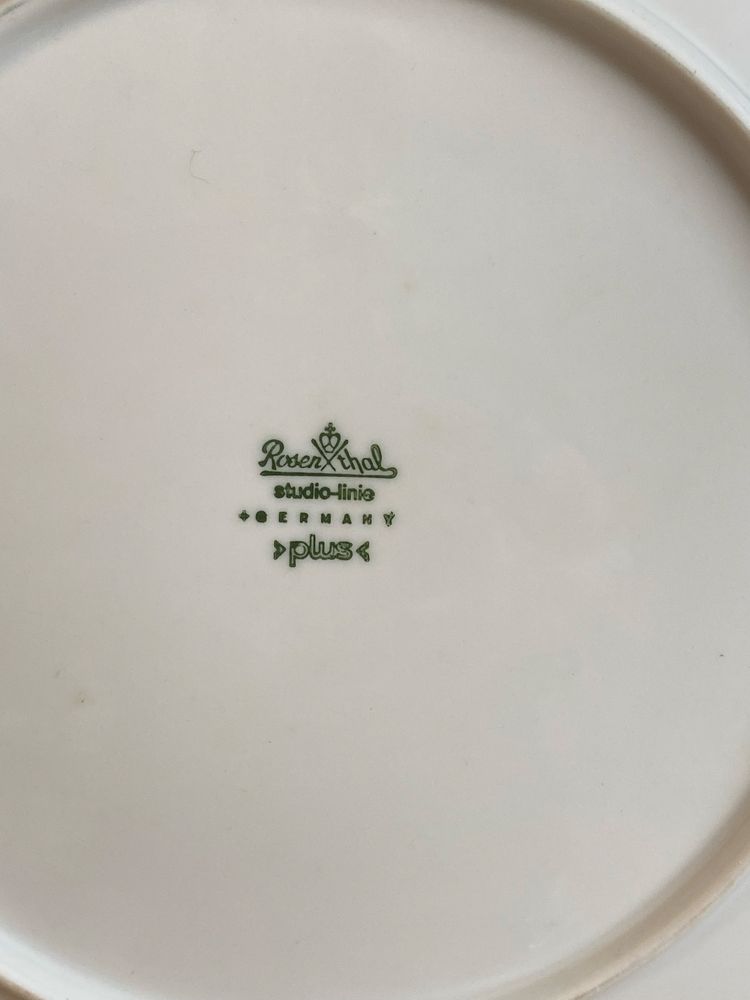 Rosenthal
studio-linie
GERMANY
>plus<